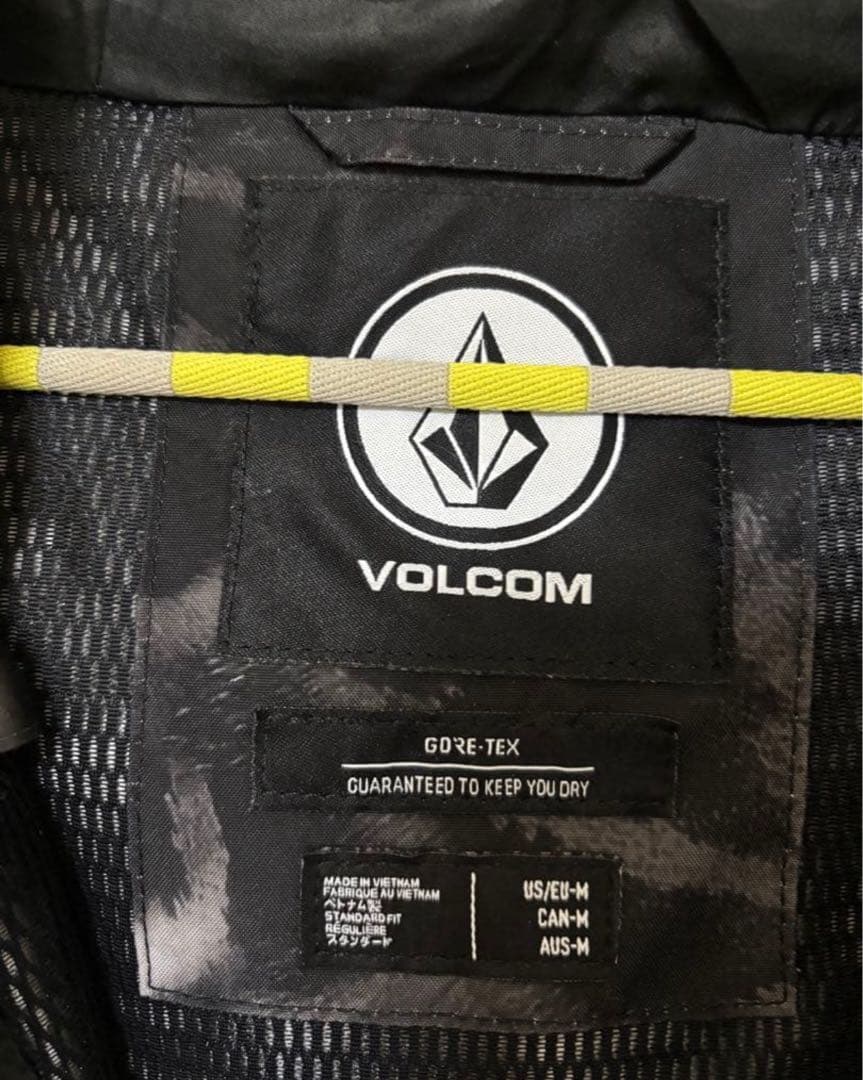 VOLCOM
GORE-TEX
GUARANTEED TO KEEP YOU DRY
MADE IN VIETNAM
FABRIQUÉ AU VIETNAM
ベトナム製
STANDARD FIT
RÉGULIÈRE
スタンダード
US/EU-M
CAN-M
AUS-M